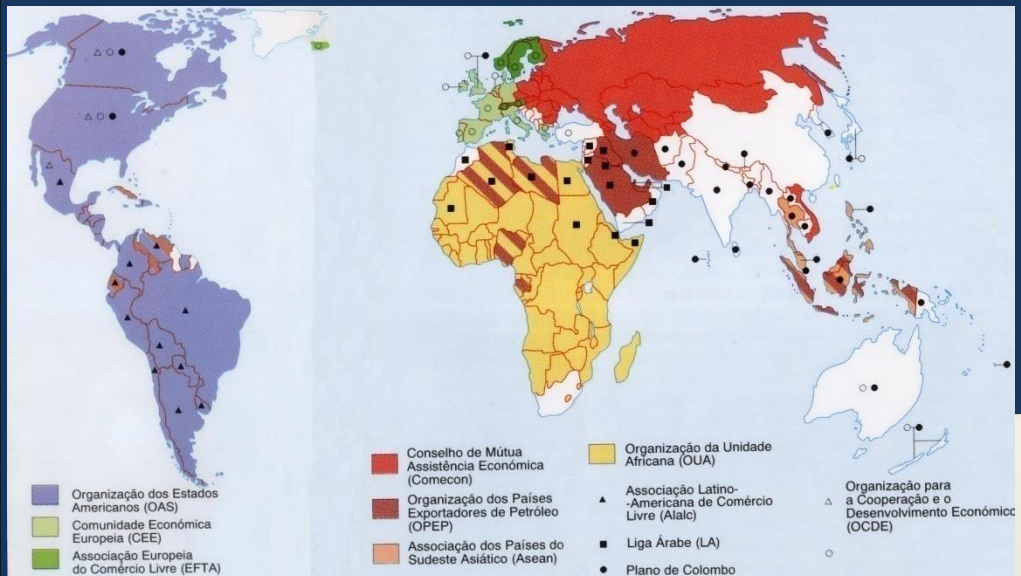 Organização dos Estados
Americanos (OAS)
Comunidade Económica
Europeia (CEE)
Associação Europeia
do Comércio Livre (EFTA)
Conselho de Mútua
Assistência Económica
(Comecon)
Organização dos Países
Exportadores de Petróleo
(OPEP)
Associação dos Países do
Sudeste Asiático (Asean)
Organização da Unidade
Africana (OUA)
Associação Latino-
-Americana de Comércio
Livre (Alalc)
Liga Árabe (LA)
Plano de Colombo
Organização para
a Cooperação e o
Desenvolvimento Económico
(OCDE)